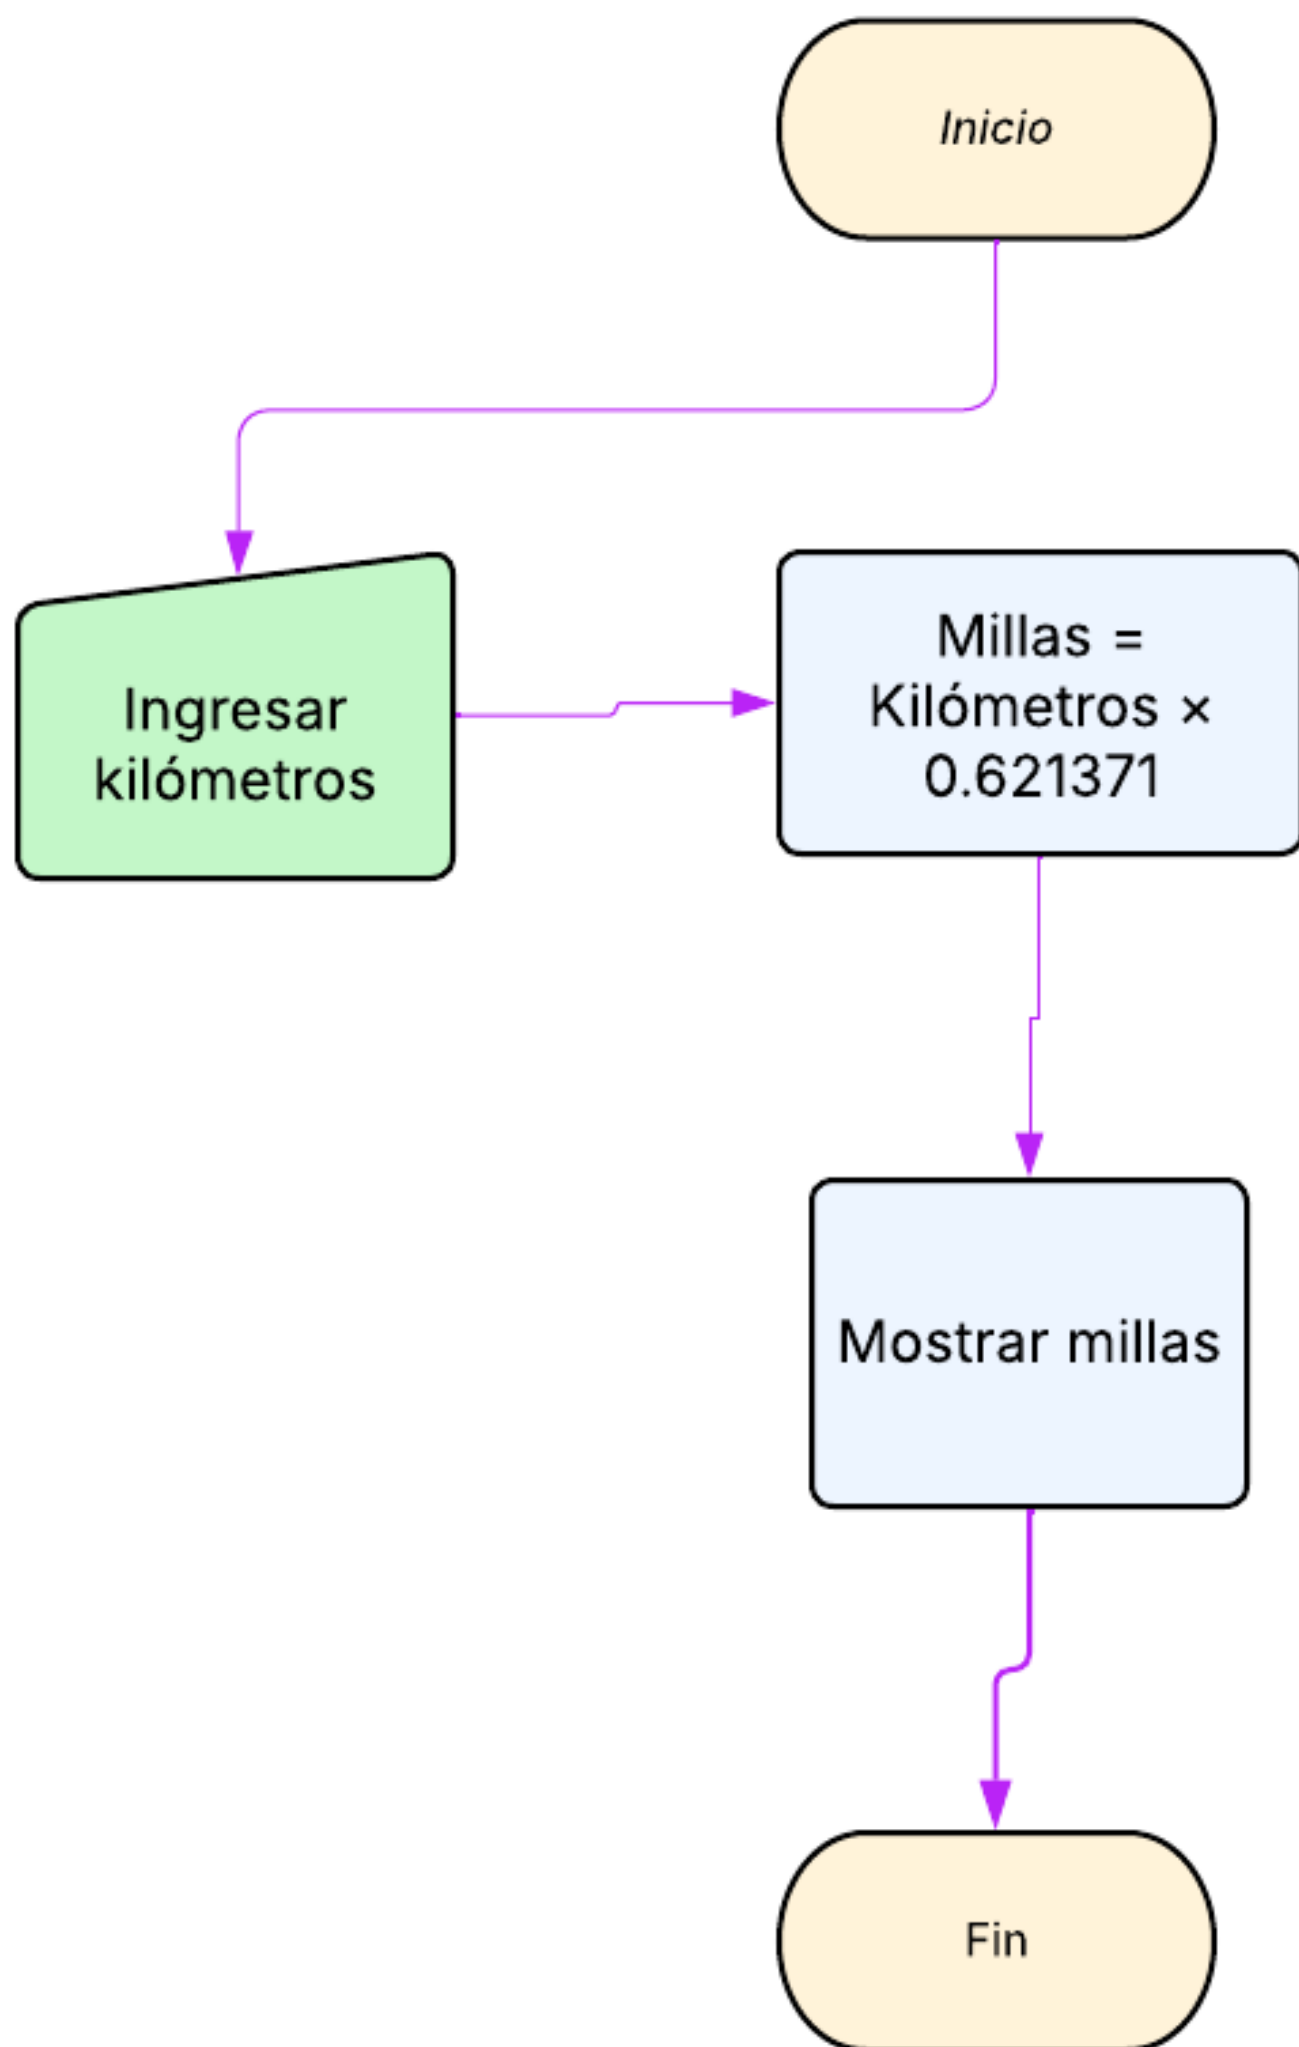 Inicio
Ingresar
kilómetros
Millas =
Kilómetros ×
0.621371
Mostrar millas
Fin